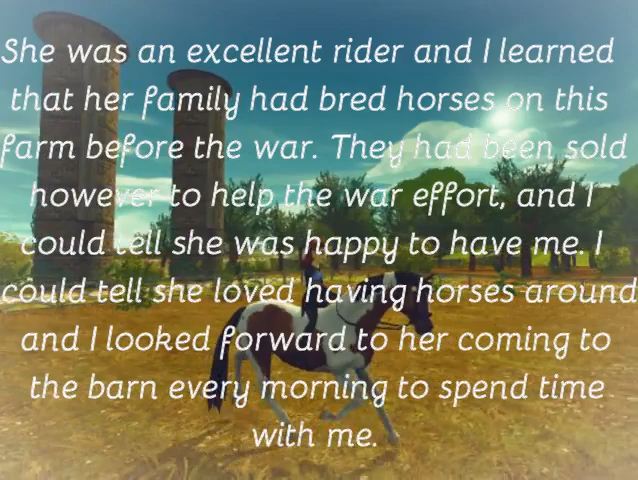 She was an excellent rider and I learned
that her family had bred horses on this
farm before the war. They had been sold
however to help the war effort, and I
could tell she was happy to have me. I
could tell she loved having horses around
and I looked forward to her coming to
the barn every morning to spend time
with me.